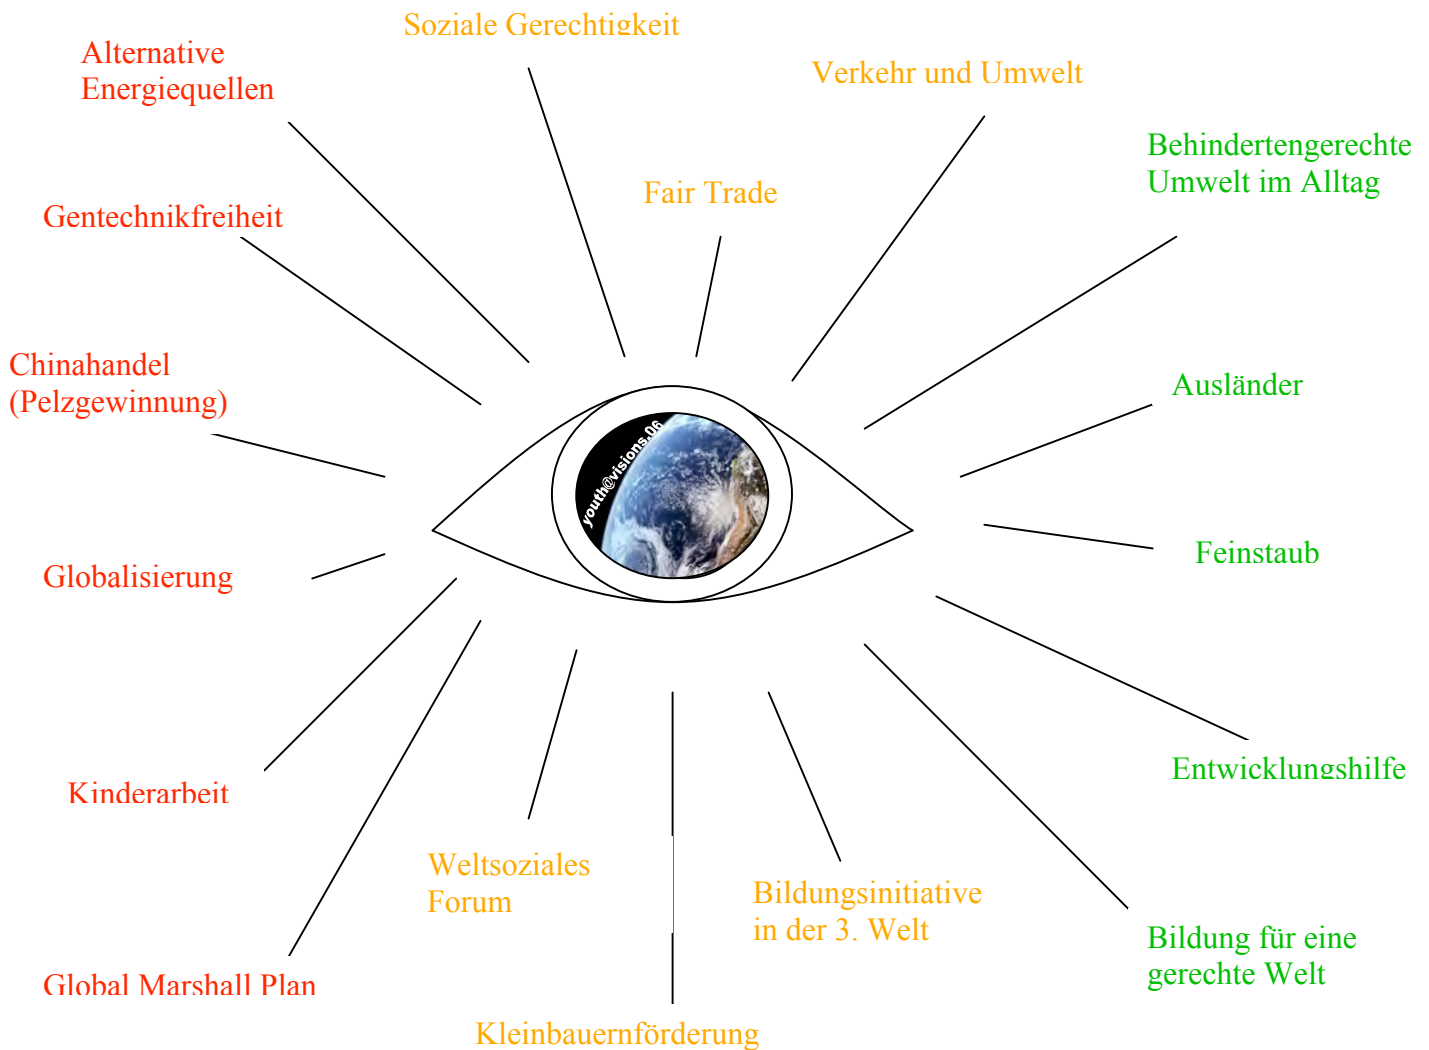 Soziale Gerechtigkeit
Alternative
Energiequellen
Verkehr und Umwelt
Behindertengerechte
Umwelt im Alltag
Fair Trade
Gentechnikfreiheit
Chinahandel
(Pelzgewinnung)
Ausländer
youth@visions.06
Feinstaub
Globalisierung
Entwicklungshilfe
Kinderarbeit
Weltsoziales
Forum
Bildungsinitiative
in der 3. Welt
Bildung für eine
gerechte Welt
Global Marshall Plan
Kleinbauernförderung